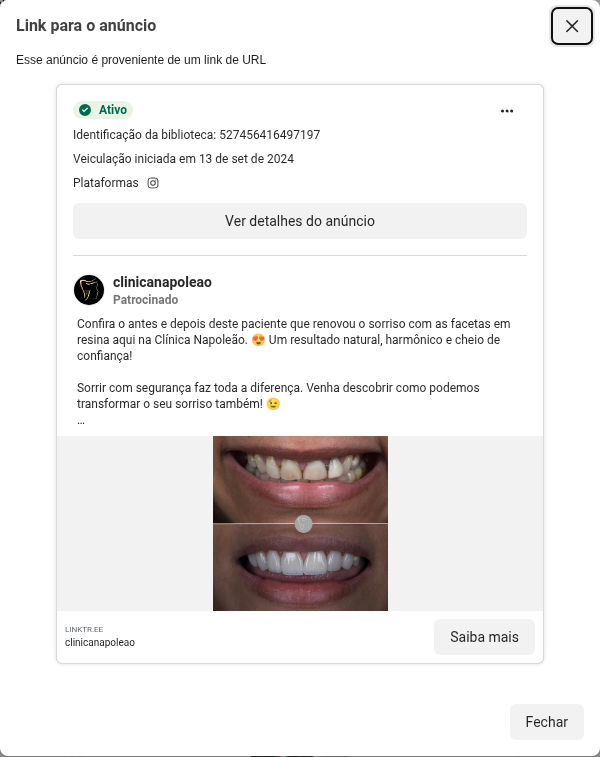 Link para o anúncio
Esse anúncio é proveniente de um link de URL
Ativo
Identificação da biblioteca: 527456416497197
Veiculação iniciada em 13 de set de 2024
Plataformas
Ver detalhes do anúncio
clinicanapoleao
Patrocinado
Confira o antes e depois deste paciente que renovou o sorriso com as facetas em
resina aqui na Clínica Napoleão. 😍 Um resultado natural, harmônico e cheio de
confiança!
Sorrir com segurança faz toda a diferença. Venha descobrir como podemos
transformar o seu sorriso também! 😉
...
LINKTR.EE
clinicanapoleao
Saiba mais
Fechar